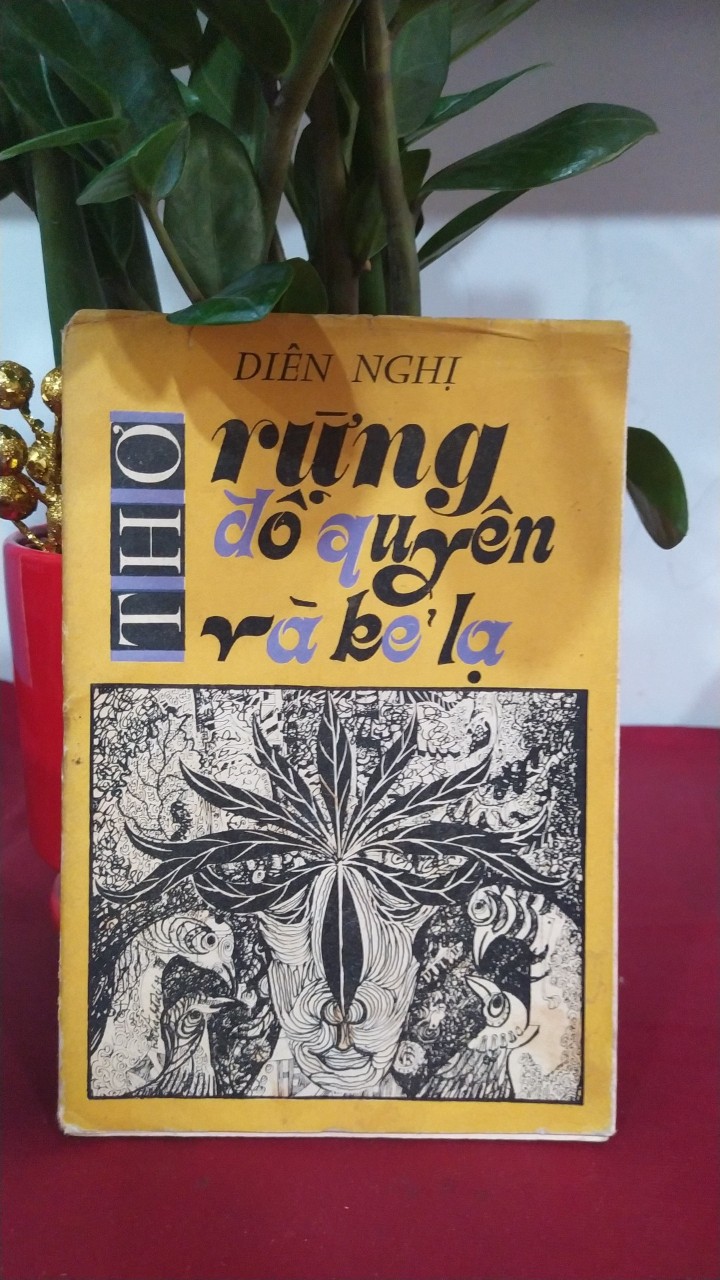 DIÊN NGHỊ
THƠ
rừng
đỗ quyên
và kẻ lạ